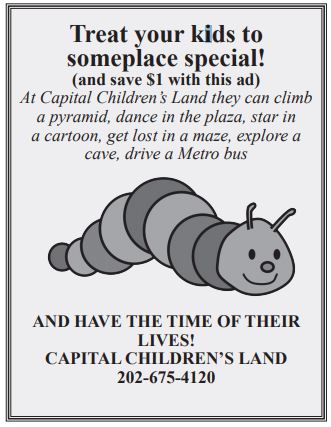 Treat your kids to
someplace special!
(and save $1 with this ad)
At Capital Children's Land they can climb
a pyramid, dance in the plaza, star in
a cartoon, get lost in a maze, explore a
cave, drive a Metro bus
AND HAVE THE TIME OF THEIR
LIVES!
CAPITAL CHILDREN'S LAND
202-675-4120